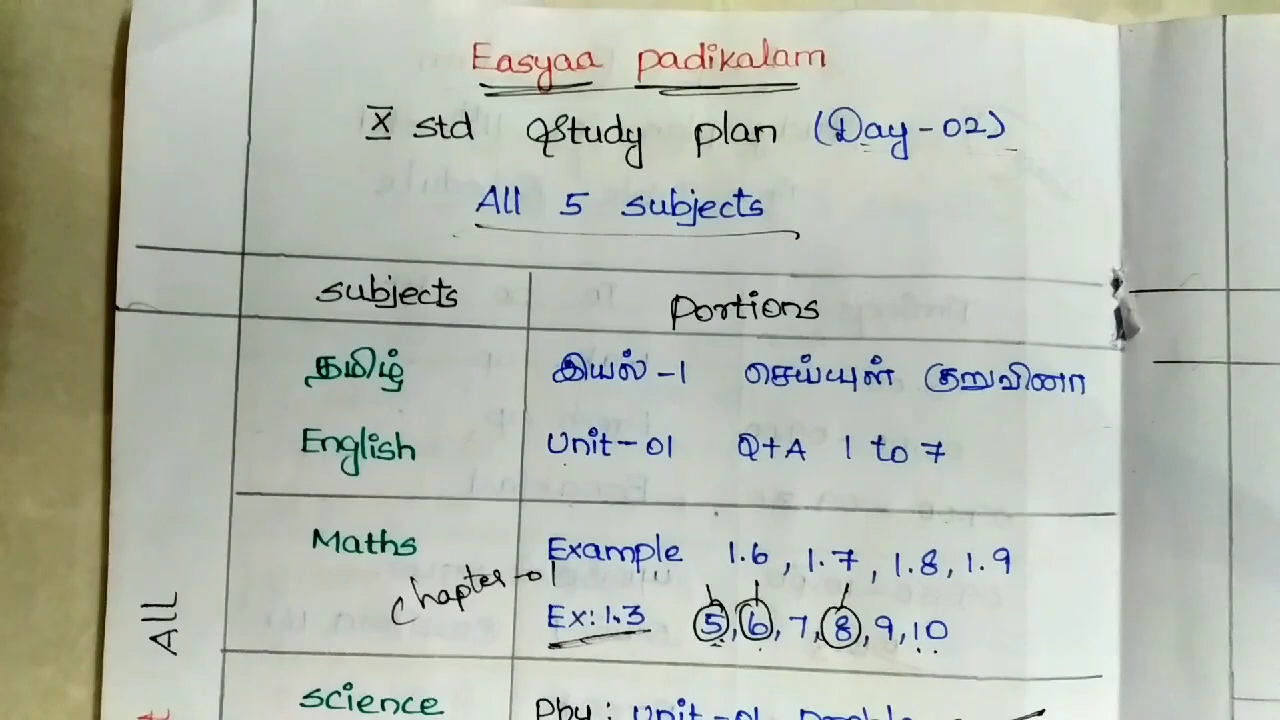 Easyaa padikalam
X std Study plan (Day-02)
All 5 subjects
subjects Portions
தமிழ் இயல்-1 செய்யுள் குறுவினா
English Unit-01 Q+A 1 to 7
Maths Example 1.6, 1.7, 1.8, 1.9
chapter-01
Ex: 1.3 5, 6, 7, 8, 9, 10
All
science Phy: Unit-01